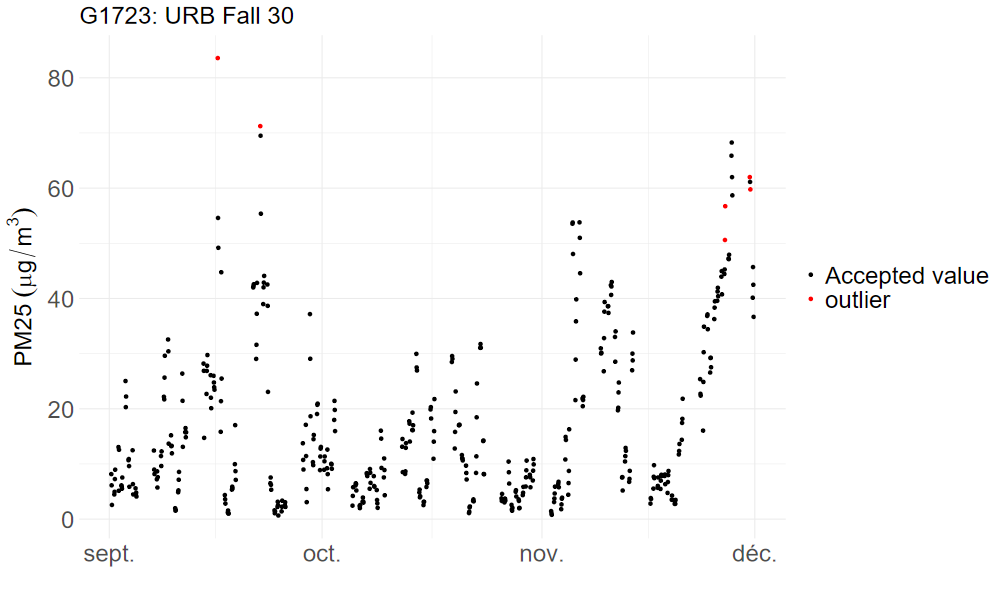 G1723: URB Fall 30
PM25 (μg/m³)
80
60
40
20
0
sept.
oct.
nov.
déc.
Accepted value
outlier